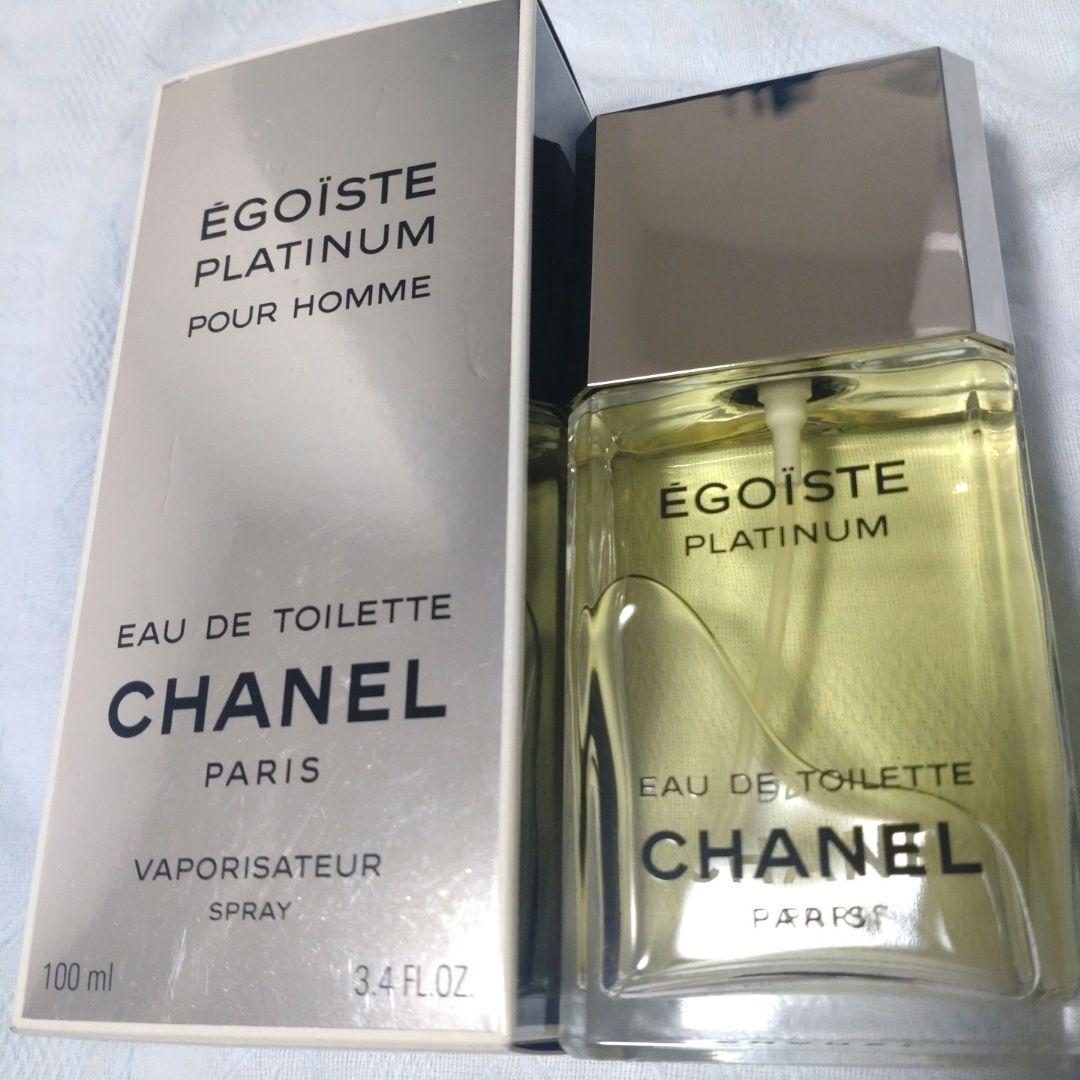 ÉGOÏSTE
PLATINUM
POUR HOMME
EAU DE TOILETTE
CHANEL
PARIS
VAPORISATEUR
SPRAY
100 ml 3.4 FL.OZ.
ÉGOÏSTE
PLATINUM
EAU DE TOILETTE
CHANEL
PARIS